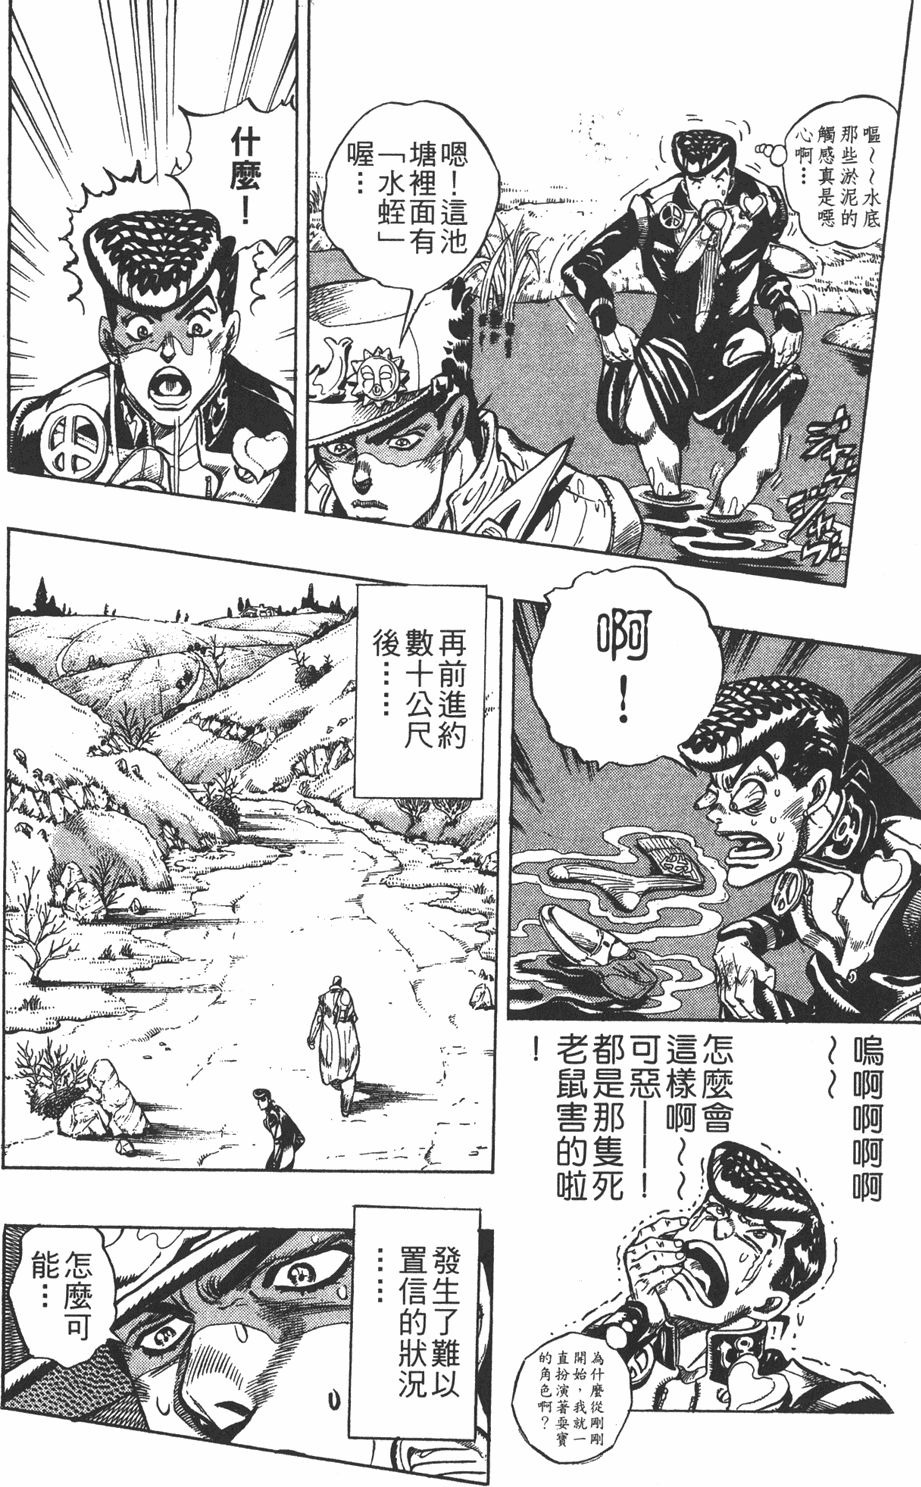 嘔～～水底
那些淤泥的
觸感真是噁
心啊…
嗯！這池
塘裡面有
「水蛭」
喔…
什麼！
啊！
嗚啊啊啊啊
～～
怎麼會
這樣啊～～
可惡——！
都是那隻死
老鼠害的啦
！
為什麼從剛剛
開始，我就一
直扮演著耍寶
的角色啊？
再前進約
數十公尺
後……
發生了難以
置信的狀況
……
怎麼可
能…